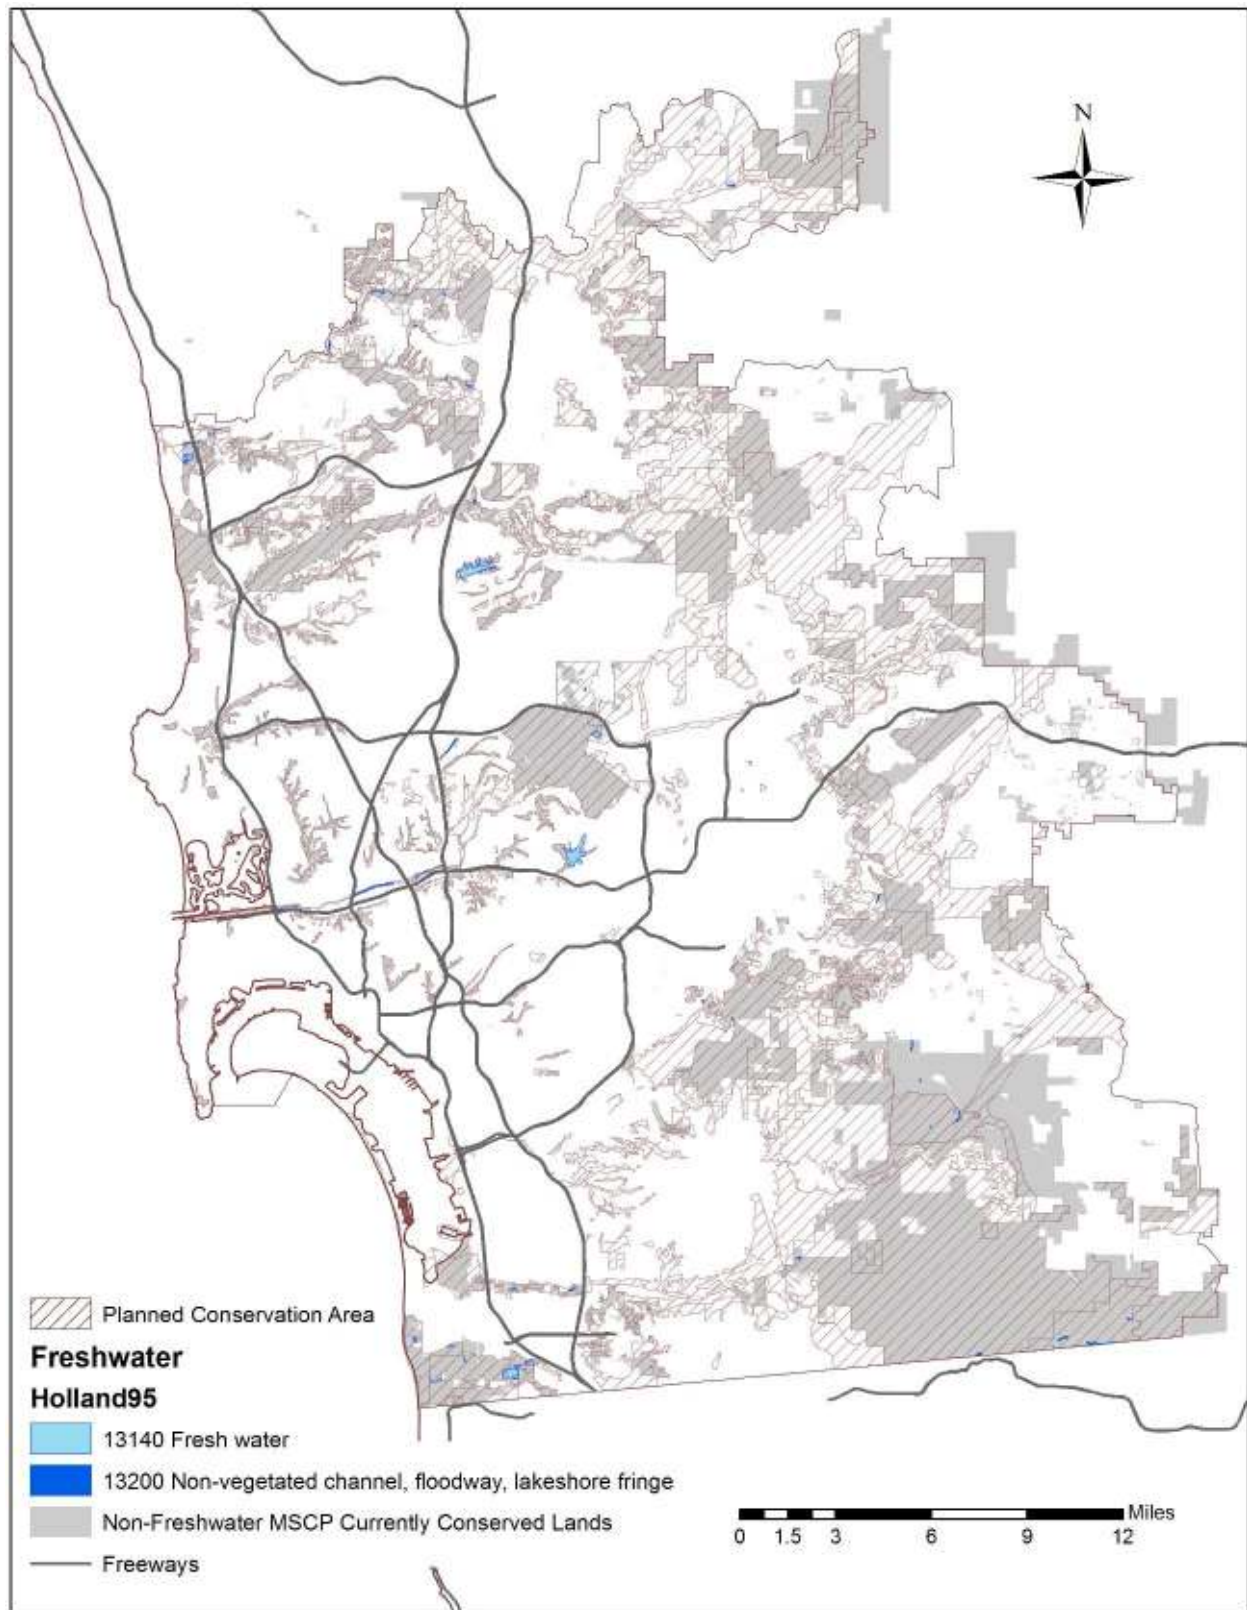 N
Planned Conservation Area
Freshwater
Holland95
13140 Fresh water
13200 Non-vegetated channel, floodway, lakeshore fringe
Non-Freshwater MSCP Currently Conserved Lands
Freeways
Miles
0 1.5 3 6 9 12